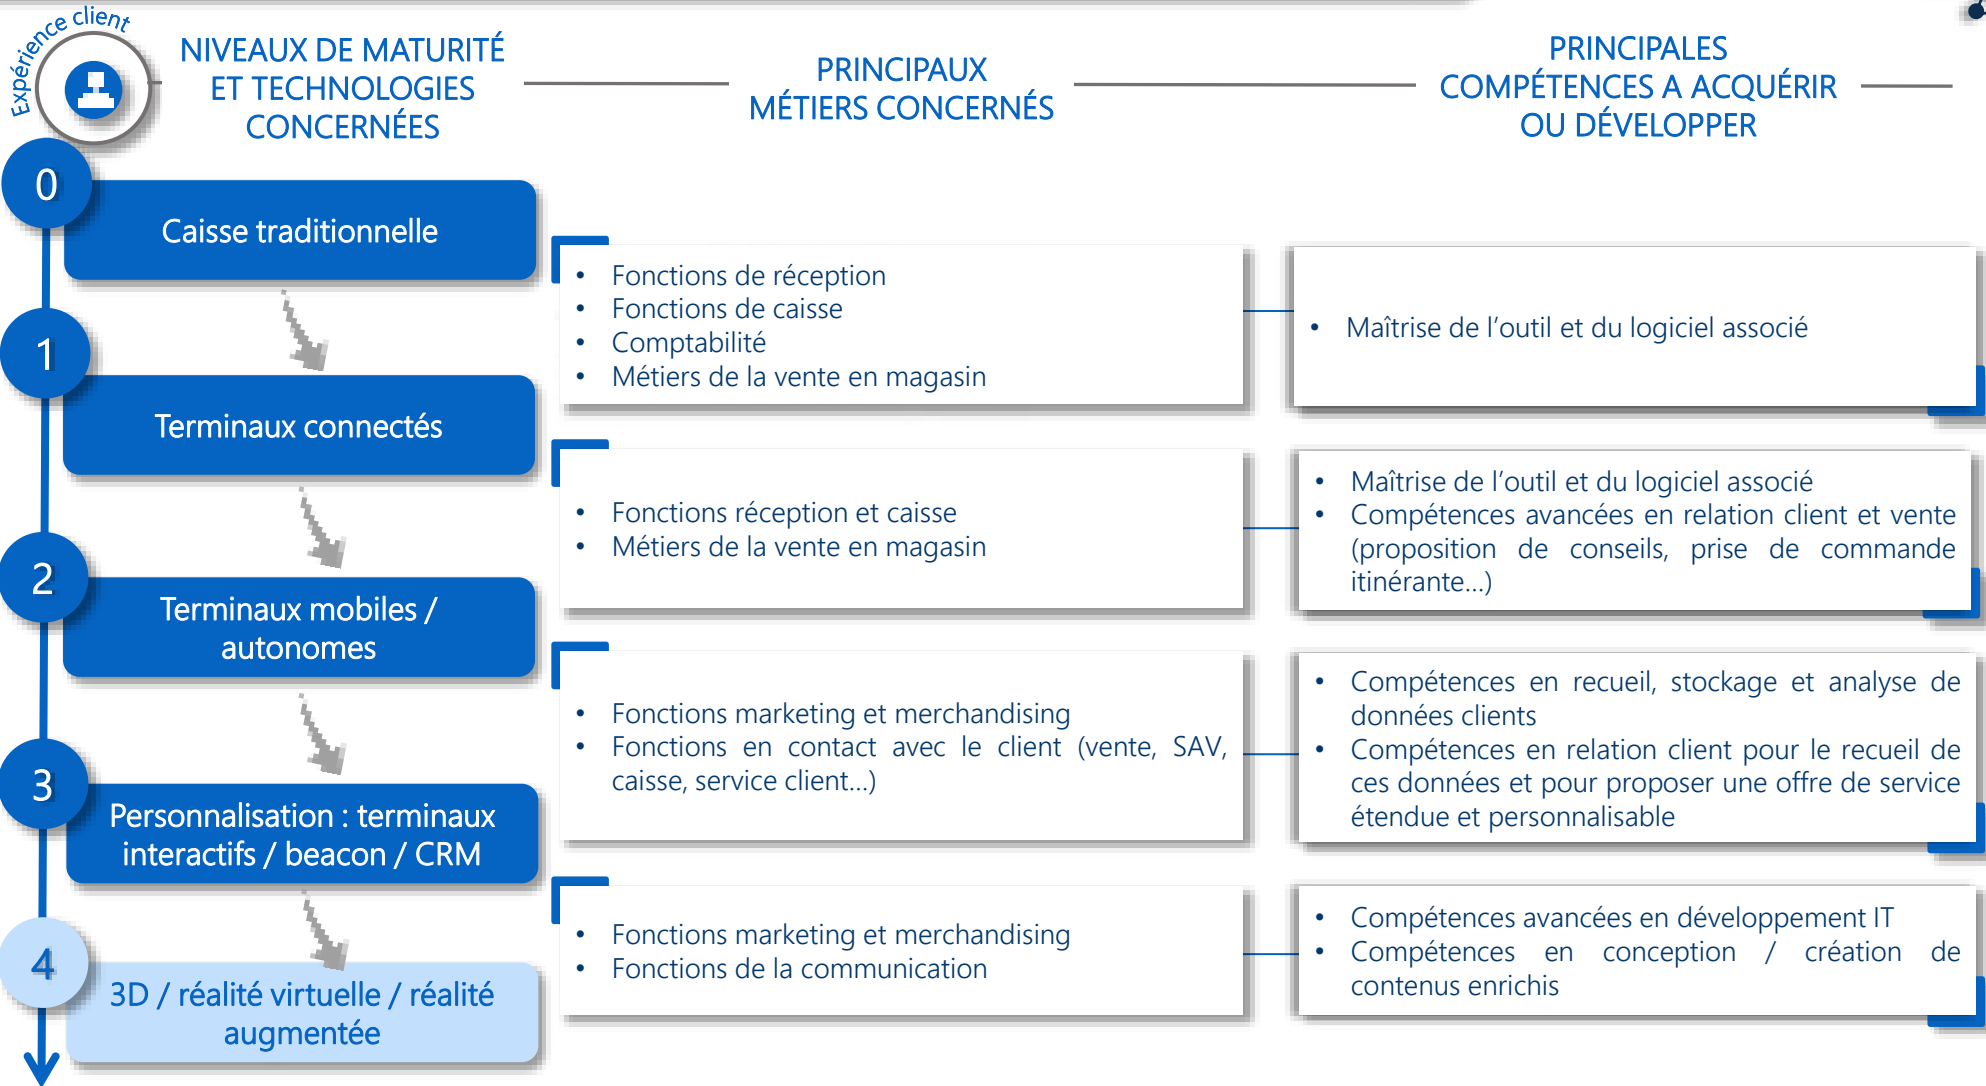 Expérience client
NIVEAUX DE MATURITÉ
ET TECHNOLOGIES
CONCERNÉES
PRINCIPAUX
MÉTIERS CONCERNÉS
PRINCIPALES
COMPÉTENCES A ACQUÉRIR
OU DÉVELOPPER
0
Caisse traditionnelle
• Fonctions de réception
• Fonctions de caisse
• Comptabilité
• Métiers de la vente en magasin
• Maîtrise de l’outil et du logiciel associé
1
Terminaux connectés
• Fonctions réception et caisse
• Métiers de la vente en magasin
• Maîtrise de l’outil et du logiciel associé
• Compétences avancées en relation client et vente
(proposition de conseils, prise de commande
itinérante…)
2
Terminaux mobiles /
autonomes
• Fonctions marketing et merchandising
• Fonctions en contact avec le client (vente, SAV,
caisse, service client…)
• Compétences en recueil, stockage et analyse de
données clients
• Compétences en relation client pour le recueil de
ces données et pour proposer une offre de service
étendue et personnalisable
3
Personnalisation : terminaux
interactifs / beacon / CRM
• Fonctions marketing et merchandising
• Fonctions de la communication
• Compétences avancées en développement IT
• Compétences en conception / création de
contenus enrichis
4
3D / réalité virtuelle / réalité
augmentée